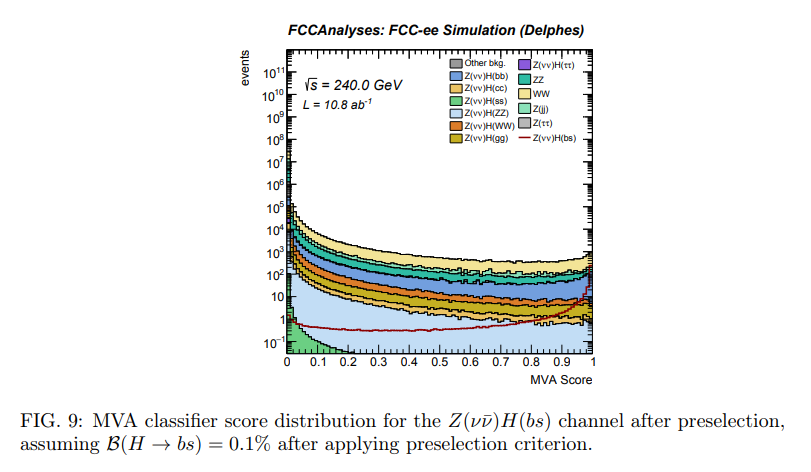 FCCAnalyses: FCC-ee Simulation (Delphes)
events
√s = 240.0 GeV
L = 10.8 ab⁻¹
Other bkg.
Z(νν)H(bb)
Z(νν)H(cc)
Z(νν)H(ss)
Z(νν)H(ZZ)
Z(νν)H(WW)
Z(νν)H(gg)
Z(νν)H(ττ)
ZZ
WW
Z(jj)
Z(ττ)
Z(νν)H(bs)
10¹¹
10¹⁰
10⁹
10⁸
10⁷
10⁶
10⁵
10⁴
10³
10²
10
1
10⁻¹
0 0.1 0.2 0.3 0.4 0.5 0.6 0.7 0.8 0.9 1
MVA Score
FIG. 9: MVA classifier score distribution for the Z(νν̄)H(bs) channel after preselection,
assuming B(H → bs) = 0.1% after applying preselection criterion.